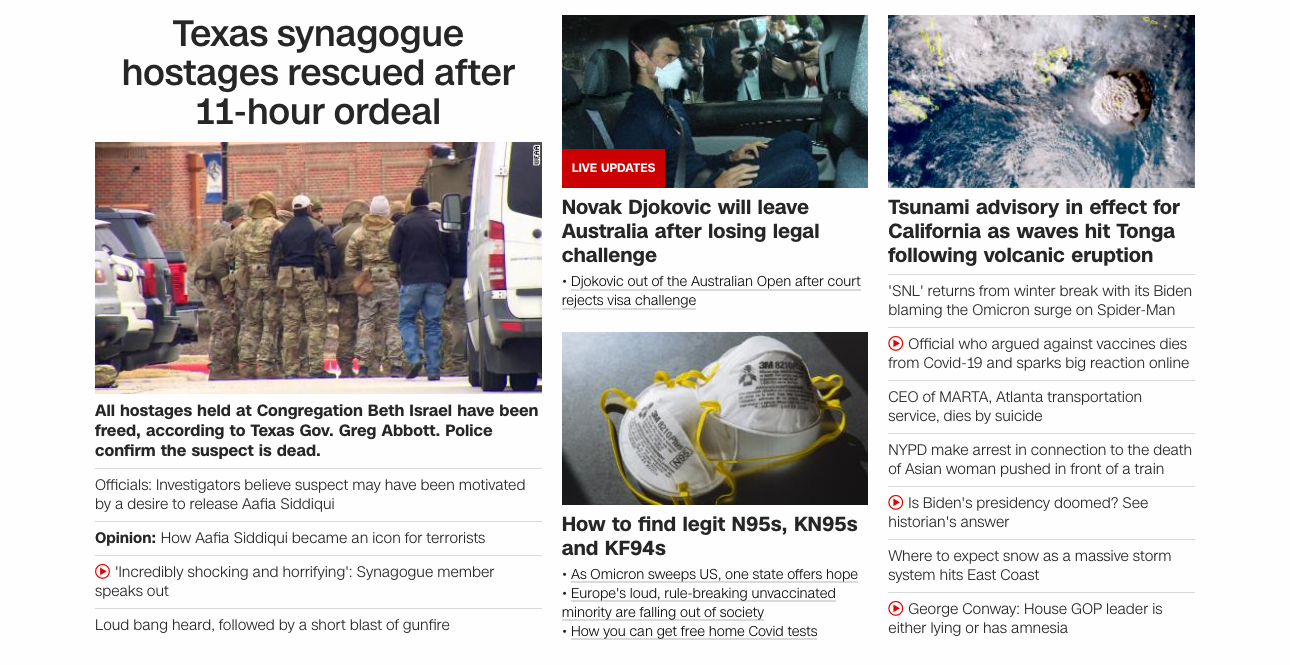 Texas synagogue
hostages rescued after
11-hour ordeal
WFAA
All hostages held at Congregation Beth Israel have been
freed, according to Texas Gov. Greg Abbott. Police
confirm the suspect is dead.
Officials: Investigators believe suspect may have been motivated
by a desire to release Aafia Siddiqui
Opinion: How Aafia Siddiqui became an icon for terrorists
'Incredibly shocking and horrifying': Synagogue member
speaks out
Loud bang heard, followed by a short blast of gunfire
LIVE UPDATES
Novak Djokovic will leave
Australia after losing legal
challenge
• Djokovic out of the Australian Open after court
rejects visa challenge
3M 8210
3M 8210Plus
N95
How to find legit N95s, KN95s
and KF94s
• As Omicron sweeps US, one state offers hope
• Europe's loud, rule-breaking unvaccinated
minority are falling out of society
• How you can get free home Covid tests
Tsunami advisory in effect for
California as waves hit Tonga
following volcanic eruption
'SNL' returns from winter break with its Biden
blaming the Omicron surge on Spider-Man
Official who argued against vaccines dies
from Covid-19 and sparks big reaction online
CEO of MARTA, Atlanta transportation
service, dies by suicide
NYPD make arrest in connection to the death
of Asian woman pushed in front of a train
Is Biden's presidency doomed? See
historian's answer
Where to expect snow as a massive storm
system hits East Coast
George Conway: House GOP leader is
either lying or has amnesia